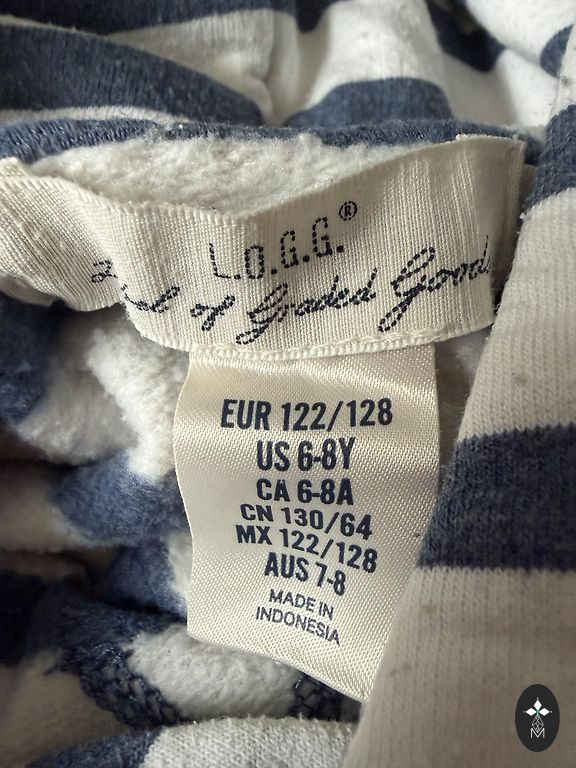 L.O.G.G.®
Label of Graded Goods
EUR 122/128
US 6-8Y
CA 6-8A
CN 130/64
MX 122/128
AUS 7-8
MADE IN
INDONESIA
M